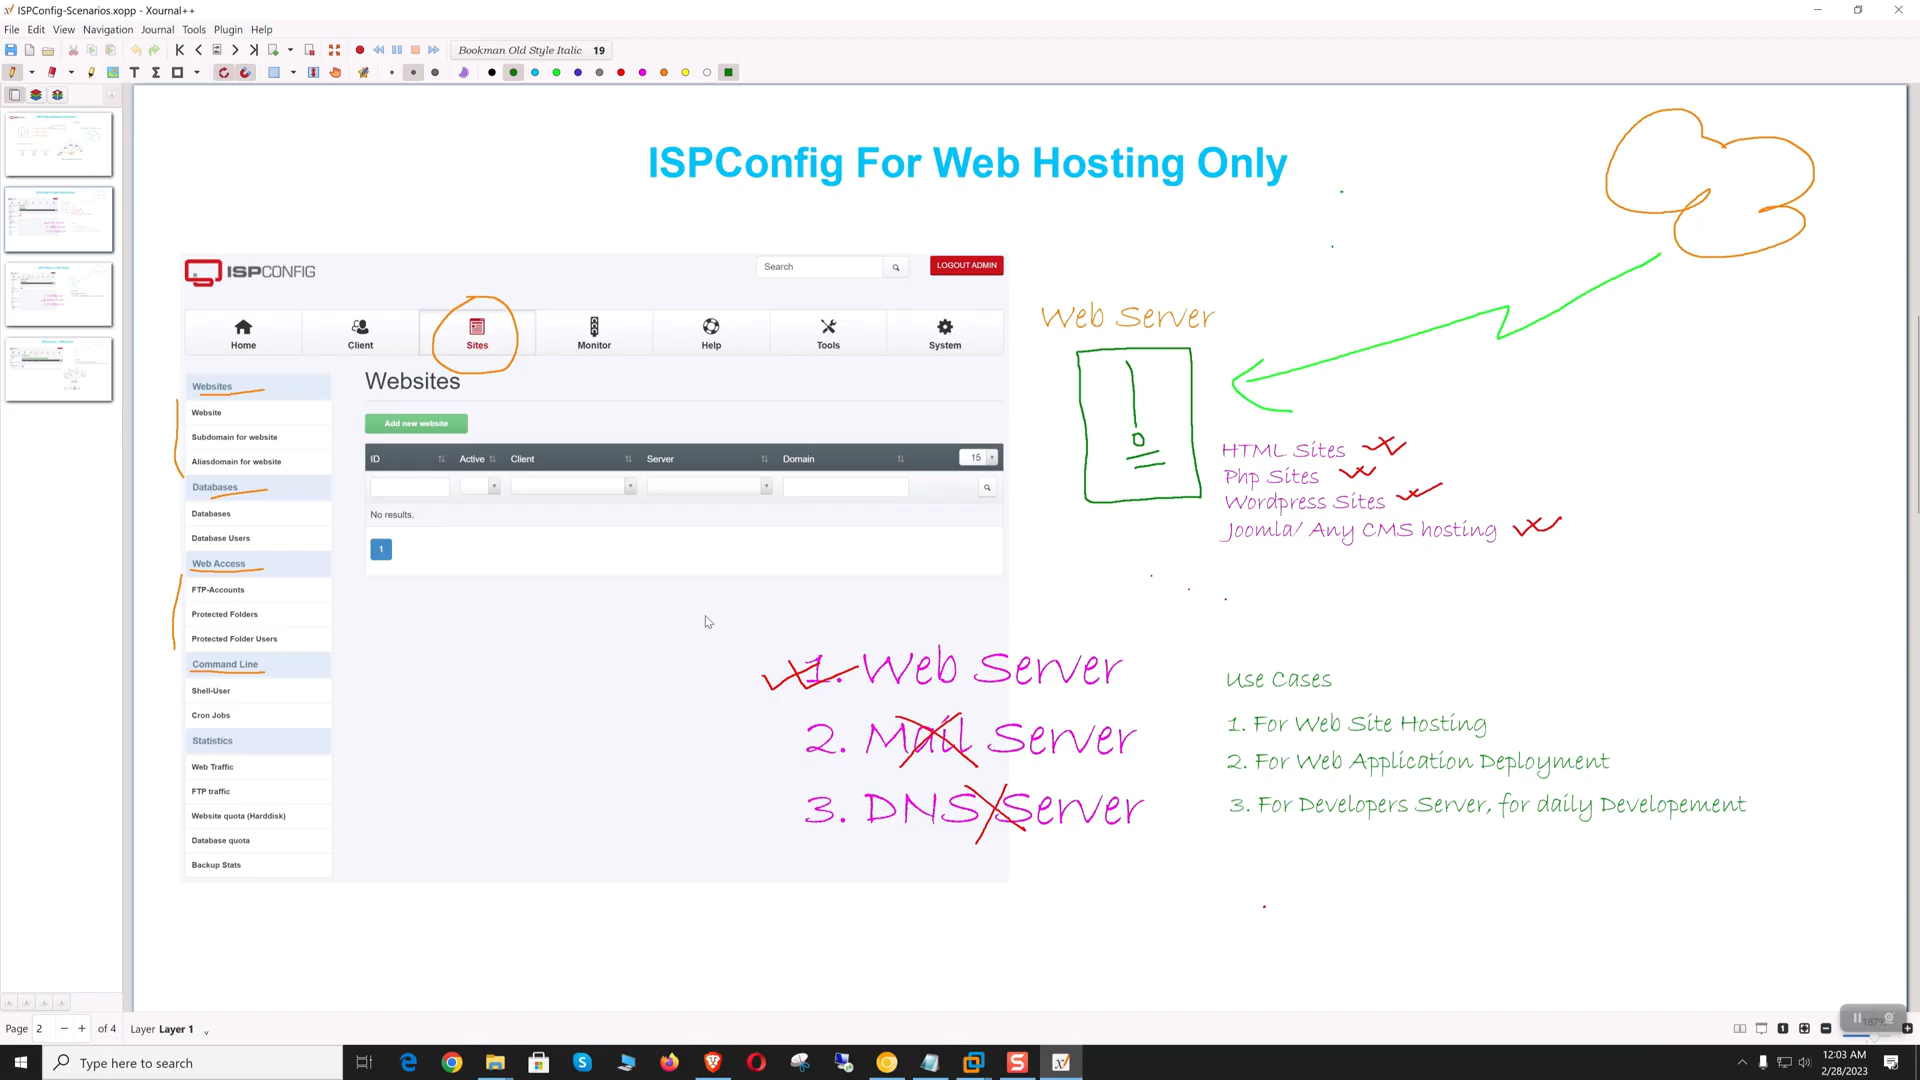 ISPConfig-Scenarios.xopp - Xournal++
File Edit View Navigation Journal Tools Plugin Help
Bookman Old Style Italic 19
ISPConfig For Web Hosting Only
ISPCONFIG
Search
LOGOUT ADMIN
Home
Client
Sites
Monitor
Help
Tools
System
Websites
Website
Subdomain for website
Aliasdomain for website
Databases
Databases
Database Users
Web Access
FTP-Accounts
Protected Folders
Protected Folder Users
Command Line
Shell-User
Cron Jobs
Statistics
Web Traffic
FTP traffic
Website quota (Harddisk)
Database quota
Backup Stats
Websites
Add new website
ID Active Client Server Domain 15
No results.
1
Web Server
HTML Sites
Php Sites
Wordpress Sites
Joomla/ Any CMS hosting
1. Web Server
2. Mail Server
3. DNS Server
Use Cases
1. For Web Site Hosting
2. For Web Application Deployment
3. For Developers Server, for daily Developement
Page 2 of 4 Layer Layer 1
187%
Type here to search
12:03 AM
2/28/2023